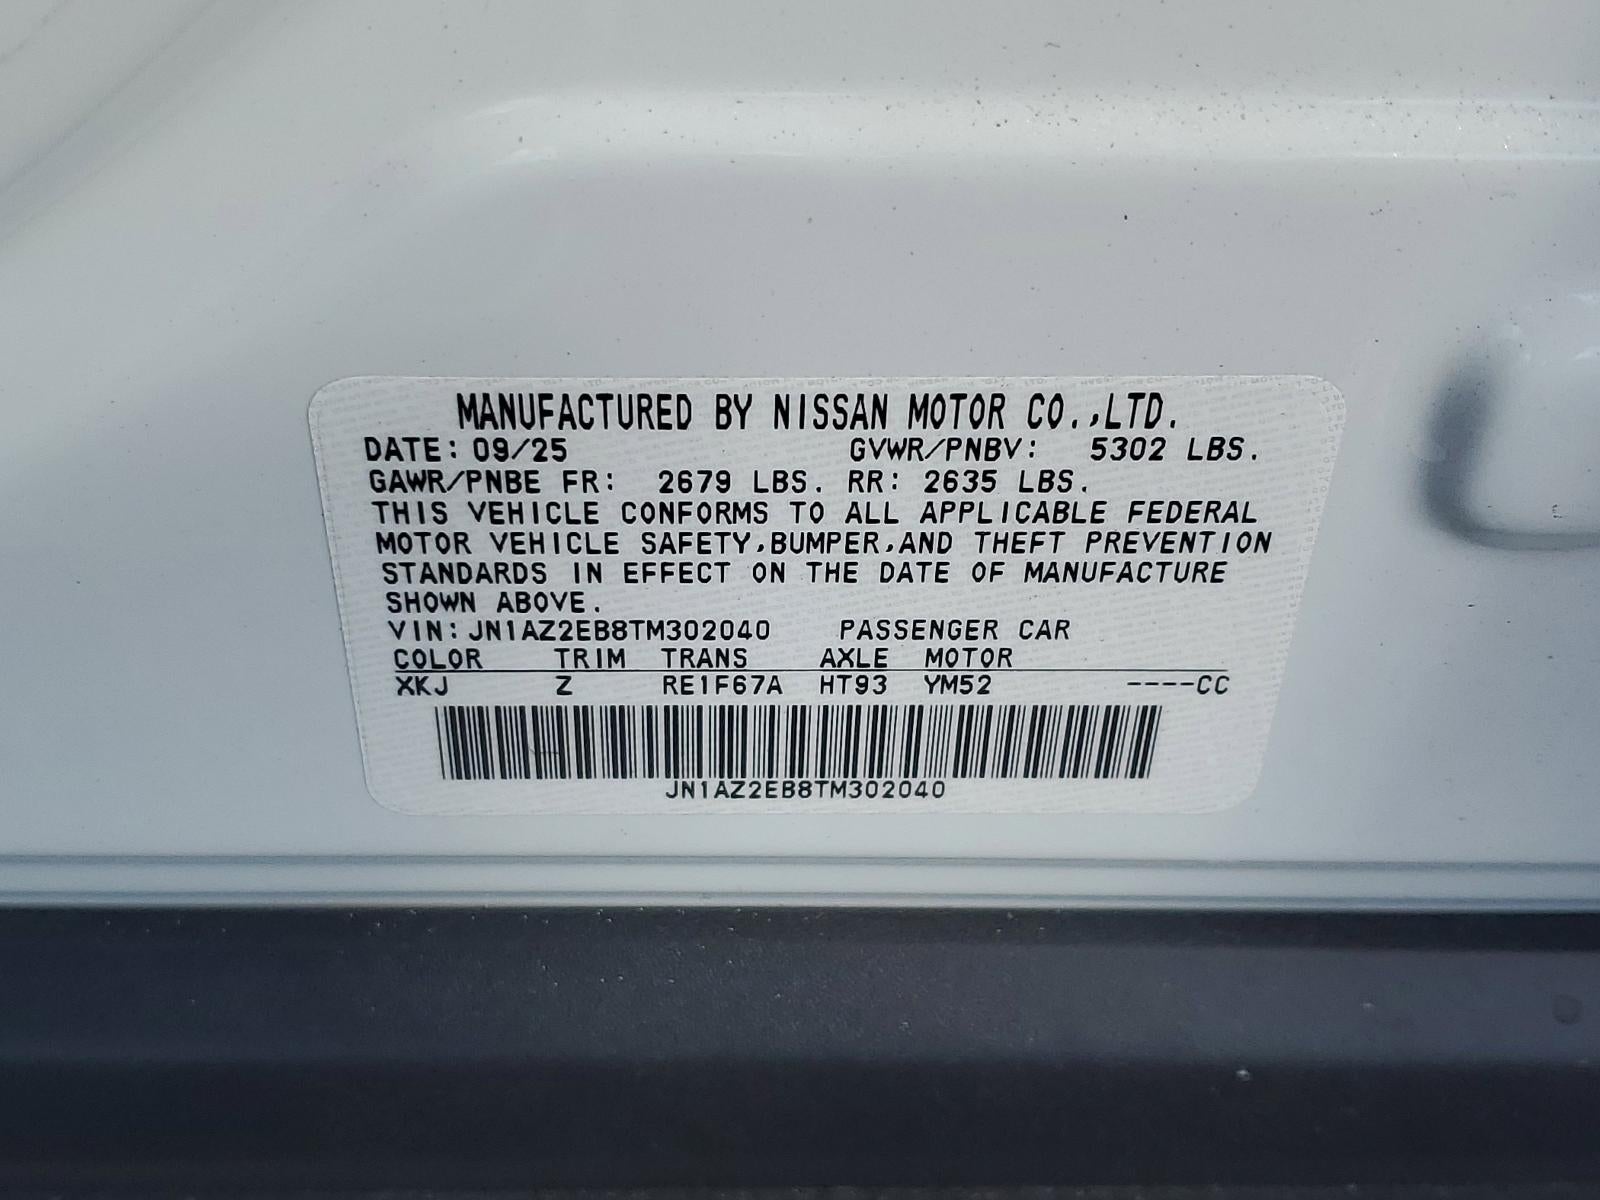 MANUFACTURED BY NISSAN MOTOR CO.,LTD.
DATE: 09/25 GVWR/PNBV: 5302 LBS.
GAWR/PNBE FR: 2679 LBS. RR: 2635 LBS.
THIS VEHICLE CONFORMS TO ALL APPLICABLE FEDERAL
MOTOR VEHICLE SAFETY,BUMPER,AND THEFT PREVENTION
STANDARDS IN EFFECT ON THE DATE OF MANUFACTURE
SHOWN ABOVE.
VIN: JN1AZ2EB8TM302040 PASSENGER CAR
COLOR TRIM TRANS AXLE MOTOR
XKJ Z RE1F67A HT93 YM52 ----CC
JN1AZ2EB8TM302040